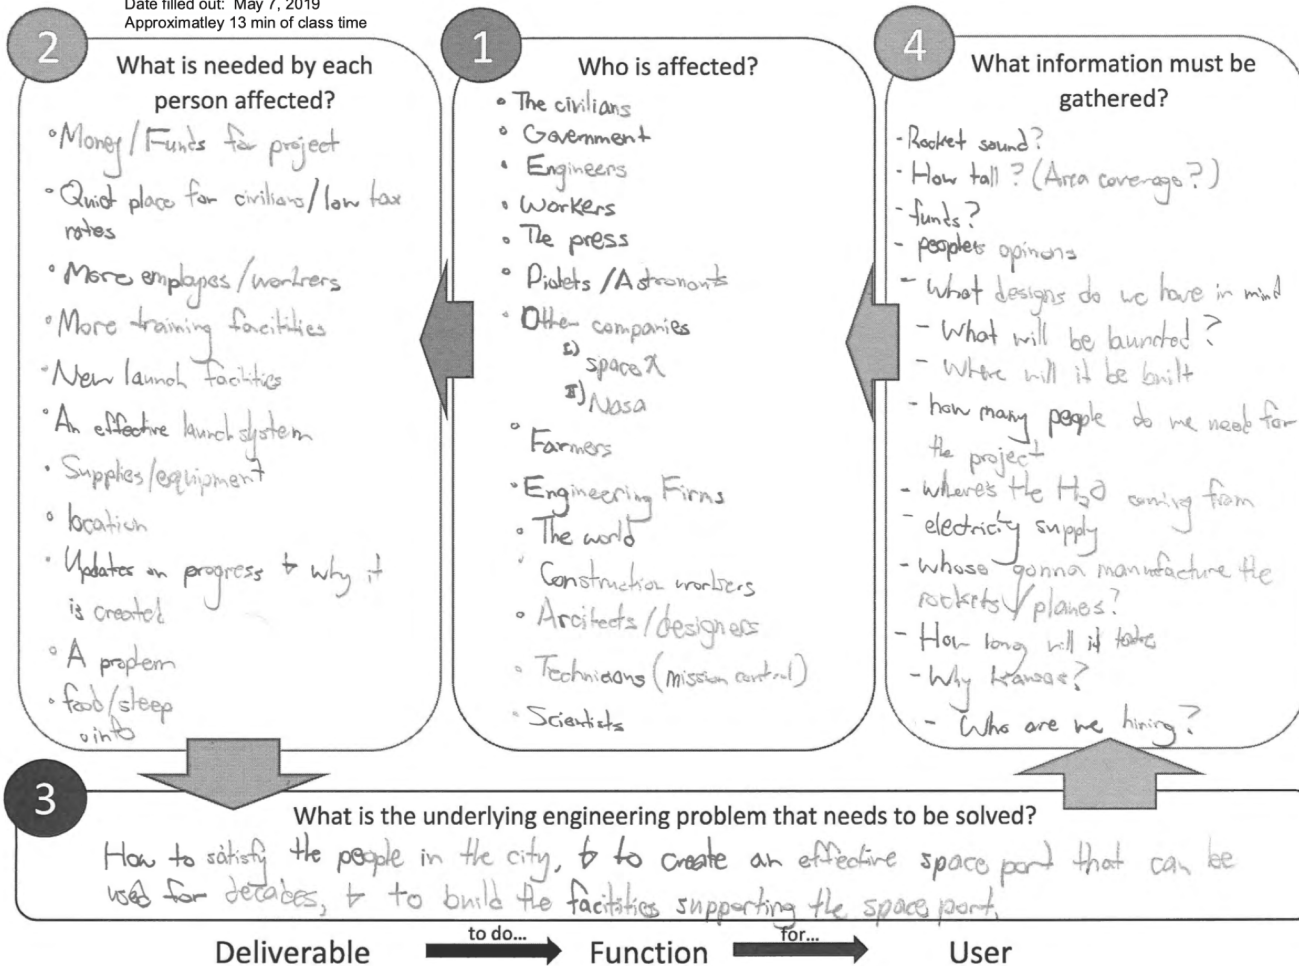 Date filled out: May 7, 2019
Approximatley 13 min of class time
2
What is needed by each
person affected?
• Money/Funds for project
• Quiet place for civilians/low tax
rates
• More employes/workers
• More training facitities
• New launch facilities
• An effective launch system
• Supplies/equipment
• location
• Updates on progress & why it
is created
• A proplem
• food/sleep
• info
1
Who is affected?
• The civilians
• Government
• Engineers
• Workers
• The press
• Piolets/Astronauts
• Other companies
I) space X
II) Nasa
• Farmers
• Engineering Firms
• The world
• Construction workers
• Arcitects/designers
• Technicions (mission control)
• Scientists
4
What information must be
gathered?
- Rocket sound?
- How tall? (Area coverage?)
- funds?
- peoples opinons
- What designs do we have in mind
- What will be launched?
- Where will it be built
- how many people do we need for
the project
- where's the H₂O coming from
- electricity supply
- whose gonna manufacture the
rockets/planes?
- How long will it take
- Why Kansas?
- Who are we hiring?
3
What is the underlying engineering problem that needs to be solved?
How to satisfy the people in the city, & to create an effective space port that can be
used for decades, & to build the facitities supporting the space port.
Deliverable to do... Function for... User